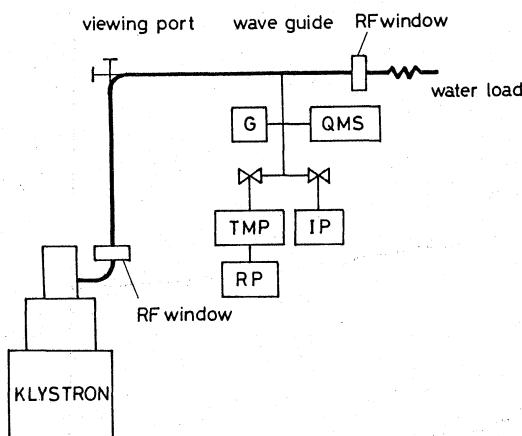 viewing port
wave guide
RF window
water load
G
QMS
TMP
IP
RP
RF window
KLYSTRON